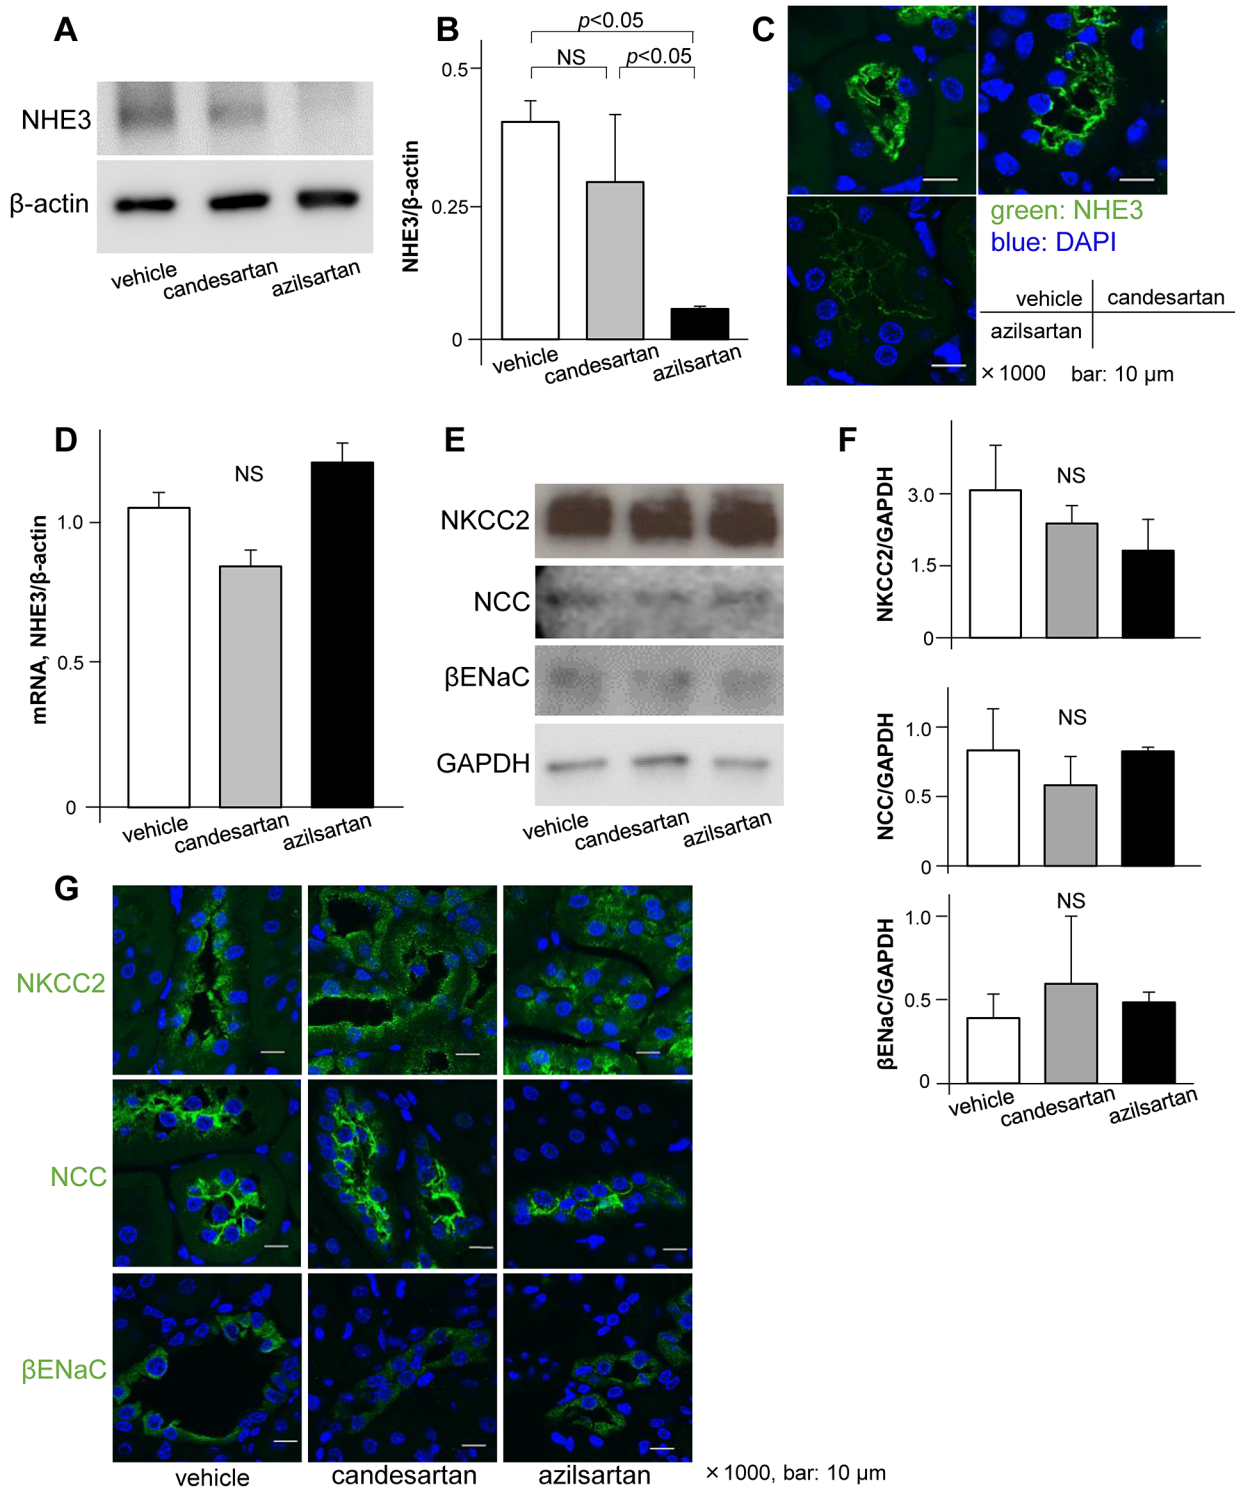 A
NHE3
β-actin
vehicle
candesartan
azilsartan
B
p<0.05
NS
p<0.05
0.5
0.25
0
NHE3/β-actin
vehicle
candesartan
azilsartan
C
green: NHE3
blue: DAPI
vehicle
candesartan
azilsartan
×1000 bar: 10 μm
D
NS
1.0
0.5
0
mRNA, NHE3/β-actin
vehicle
candesartan
azilsartan
E
NKCC2
NCC
βENaC
GAPDH
vehicle
candesartan
azilsartan
F
NS
3.0
1.5
0
NKCC2/GAPDH
NS
1.0
0.5
0
NCC/GAPDH
NS
1.0
0.5
0
βENaC/GAPDH
vehicle
candesartan
azilsartan
G
NKCC2
NCC
βENaC
vehicle
candesartan
azilsartan
×1000, bar: 10 μm